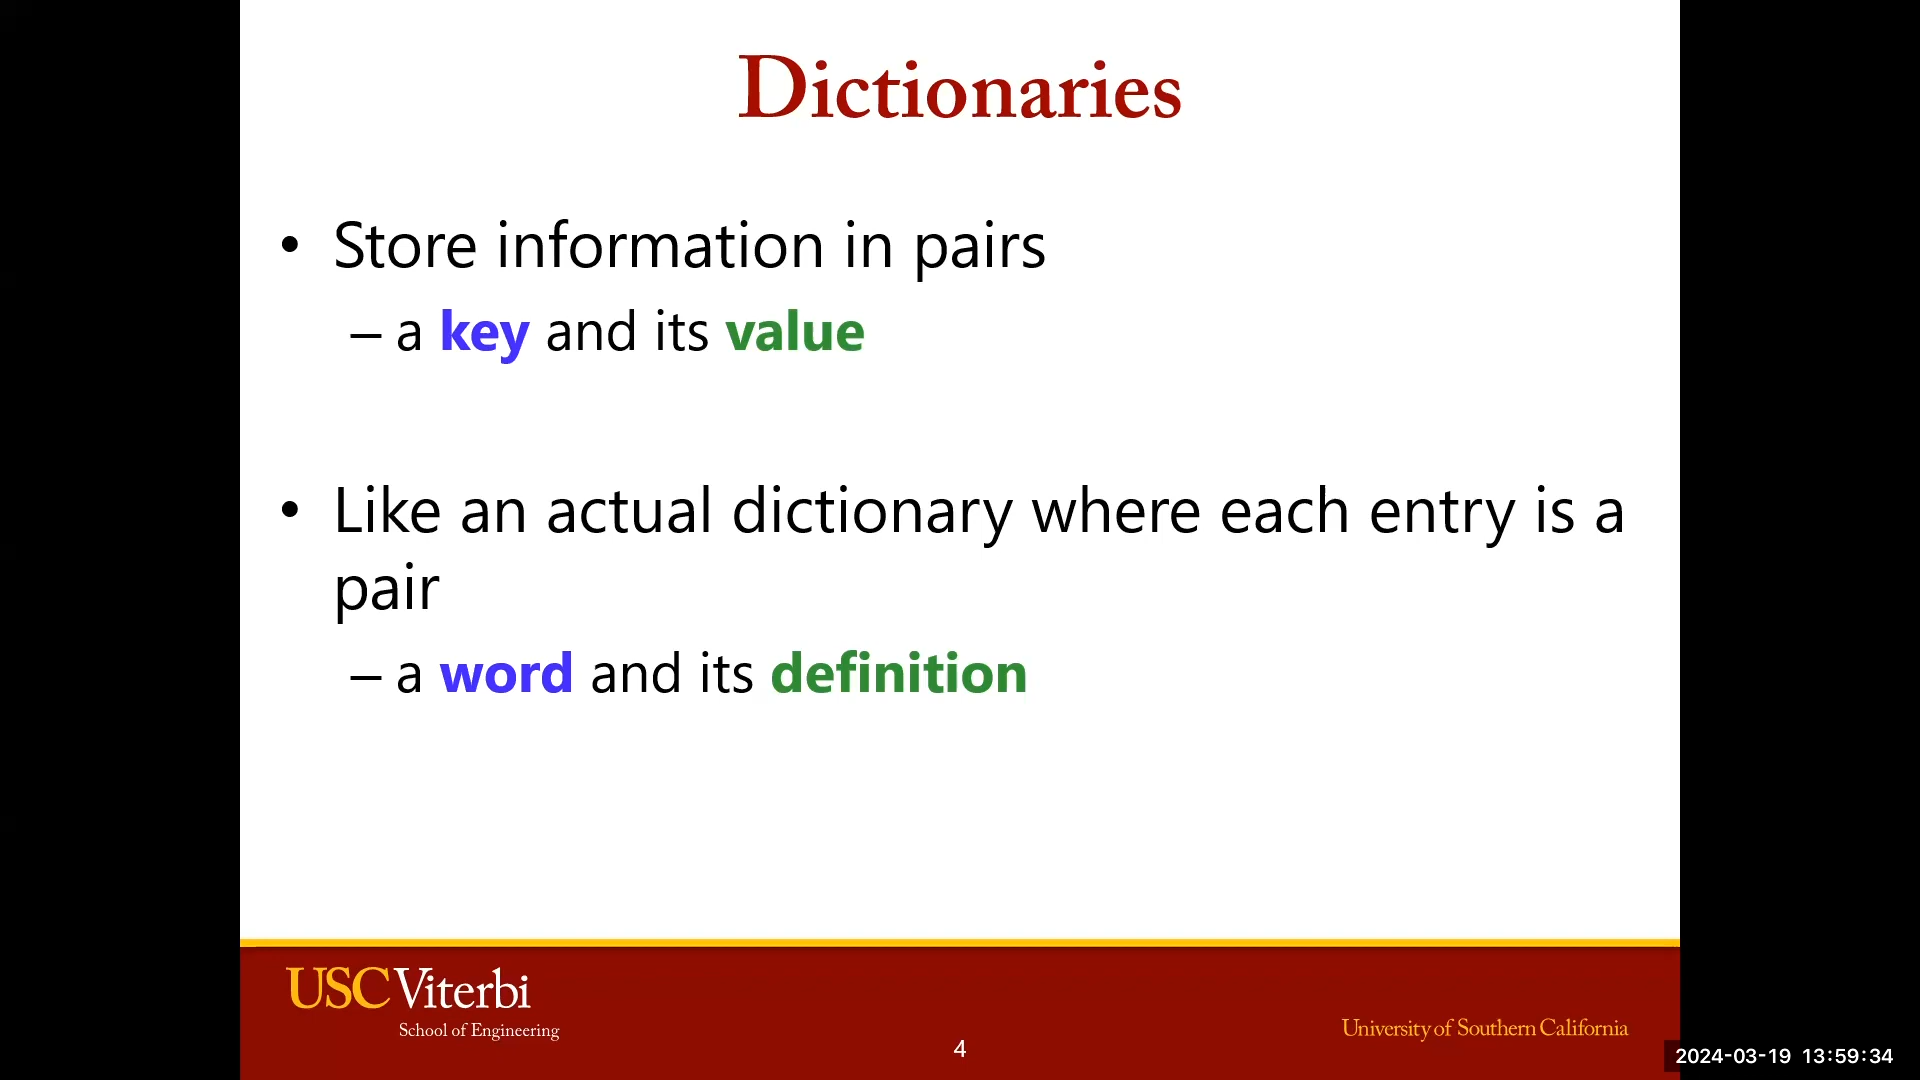 Dictionaries
• Store information in pairs
– a key and its value
• Like an actual dictionary where each entry is a
pair
– a word and its definition
USC Viterbi
School of Engineering
4
University of Southern California
2024-03-19 13:59:34